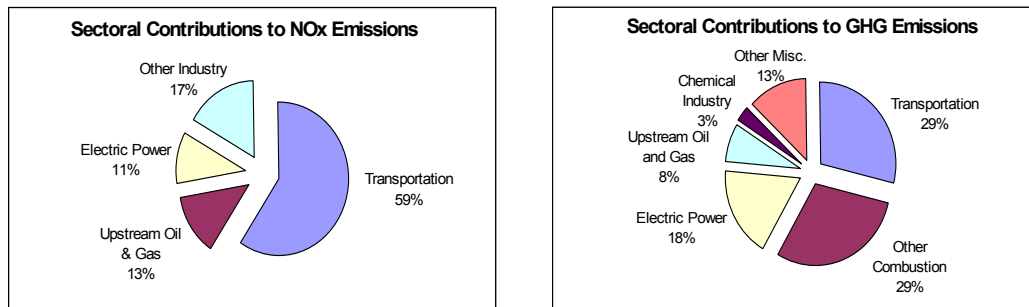 Sectoral Contributions to NOx Emissions
Other Industry
17%
Electric Power
11%
Transportation
59%
Upstream Oil
& Gas
13%
Sectoral Contributions to GHG Emissions
Other Misc.
13%
Chemical
Industry
3%
Transportation
29%
Upstream Oil
and Gas
8%
Electric Power
18%
Other
Combustion
29%